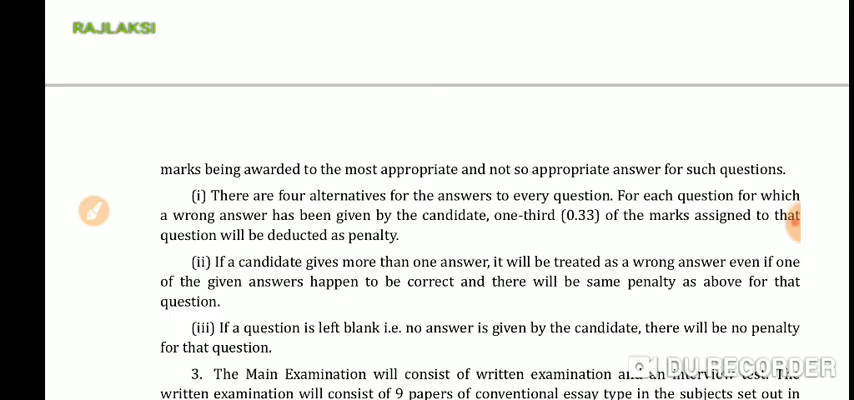 RAJLAKSI
marks being awarded to the most appropriate and not so appropriate answer for such questions.
(i) There are four alternatives for the answers to every question. For each question for which
a wrong answer has been given by the candidate, one-third (0.33) of the marks assigned to that
question will be deducted as penalty.
(ii) If a candidate gives more than one answer, it will be treated as a wrong answer even if one
of the given answers happen to be correct and there will be same penalty as above for that
question.
(iii) If a question is left blank i.e. no answer is given by the candidate, there will be no penalty
for that question.
DU RECORDER
3. The Main Examination will consist of written examination and an interview test. The
written examination will consist of 9 papers of conventional essay type in the subjects set out in